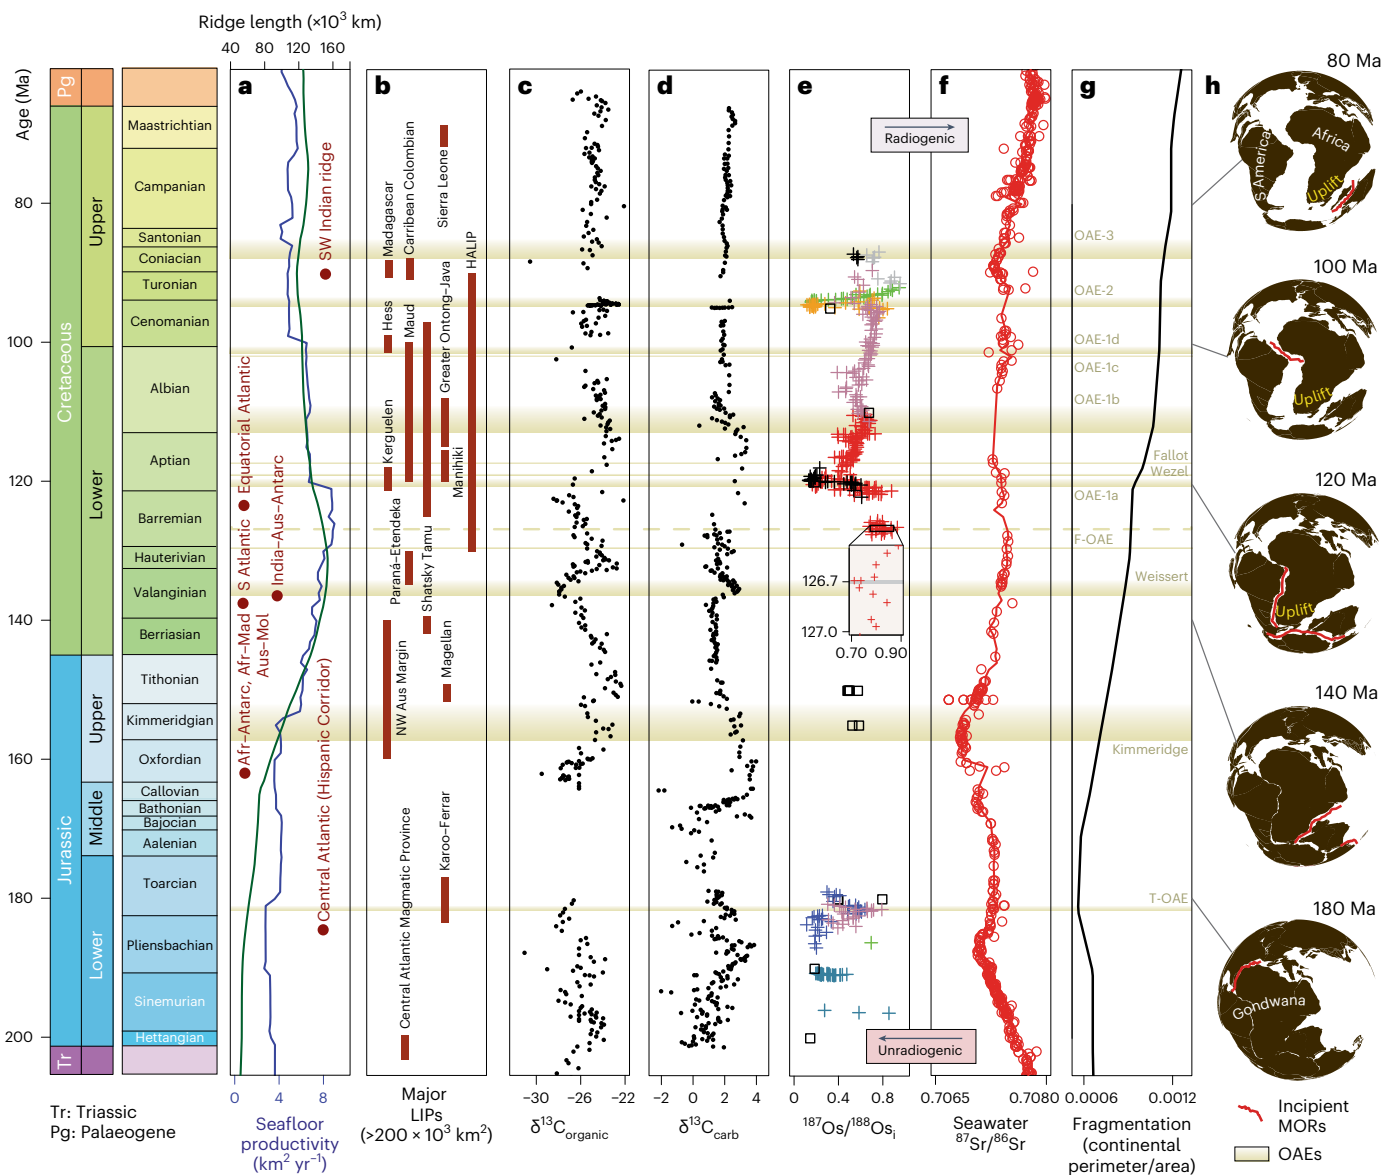 Ridge length (×10³ km)
40 80 120 160
Age (Ma)
80
100
120
140
160
180
200
Pg
Cretaceous
Jurassic
Tr
Upper
Lower
Upper
Middle
Lower
Maastrichtian
Campanian
Santonian
Coniacian
Turonian
Cenomanian
Albian
Aptian
Barremian
Hauterivian
Valanginian
Berriasian
Tithonian
Kimmeridgian
Oxfordian
Callovian
Bathonian
Bajocian
Aalenian
Toarcian
Pliensbachian
Sinemurian
Hettangian
Tr: Triassic
Pg: Palaeogene
a
SW Indian ridge
Equatorial Atlantic
S Atlantic
India–Aus–Antarc
Afr–Antarc, Afr–Mad
Aus–Mol
Central Atlantic (Hispanic Corridor)
0 4 8
Seafloor
productivity
(km² yr⁻¹)
b
Madagascar
Carribean Colombian
Sierra Leone
HALIP
Hess
Maud
Greater Ontong–Java
Kerguelen
Manihiki
Paraná–Etendeka
Shatsky Tamu
NW Aus Margin
Magellan
Central Atlantic Magmatic Province
Karoo–Ferrar
Major
LIPs
(>200 × 10³ km²)
c
−30 −26 −22
δ¹³Corganic
d
−2 0 2 4
δ¹³Ccarb
e
Radiogenic
126.7
127.0
0.70 0.90
Unradiogenic
0 0.4 0.8
¹⁸⁷Os/¹⁸⁸Osi
f
0.7065 0.7080
Seawater
⁸⁷Sr/⁸⁶Sr
g
OAE-3
OAE-2
OAE-1d
OAE-1c
OAE-1b
Fallot
Wezel
OAE-1a
F-OAE
Weissert
Kimmeridge
T-OAE
0.0006 0.0012
Fragmentation
(continental
perimeter/area)
h
80 Ma
S America
Africa
Uplift
100 Ma
Uplift
120 Ma
Uplift
140 Ma
180 Ma
Gondwana
Incipient
MORs
OAEs